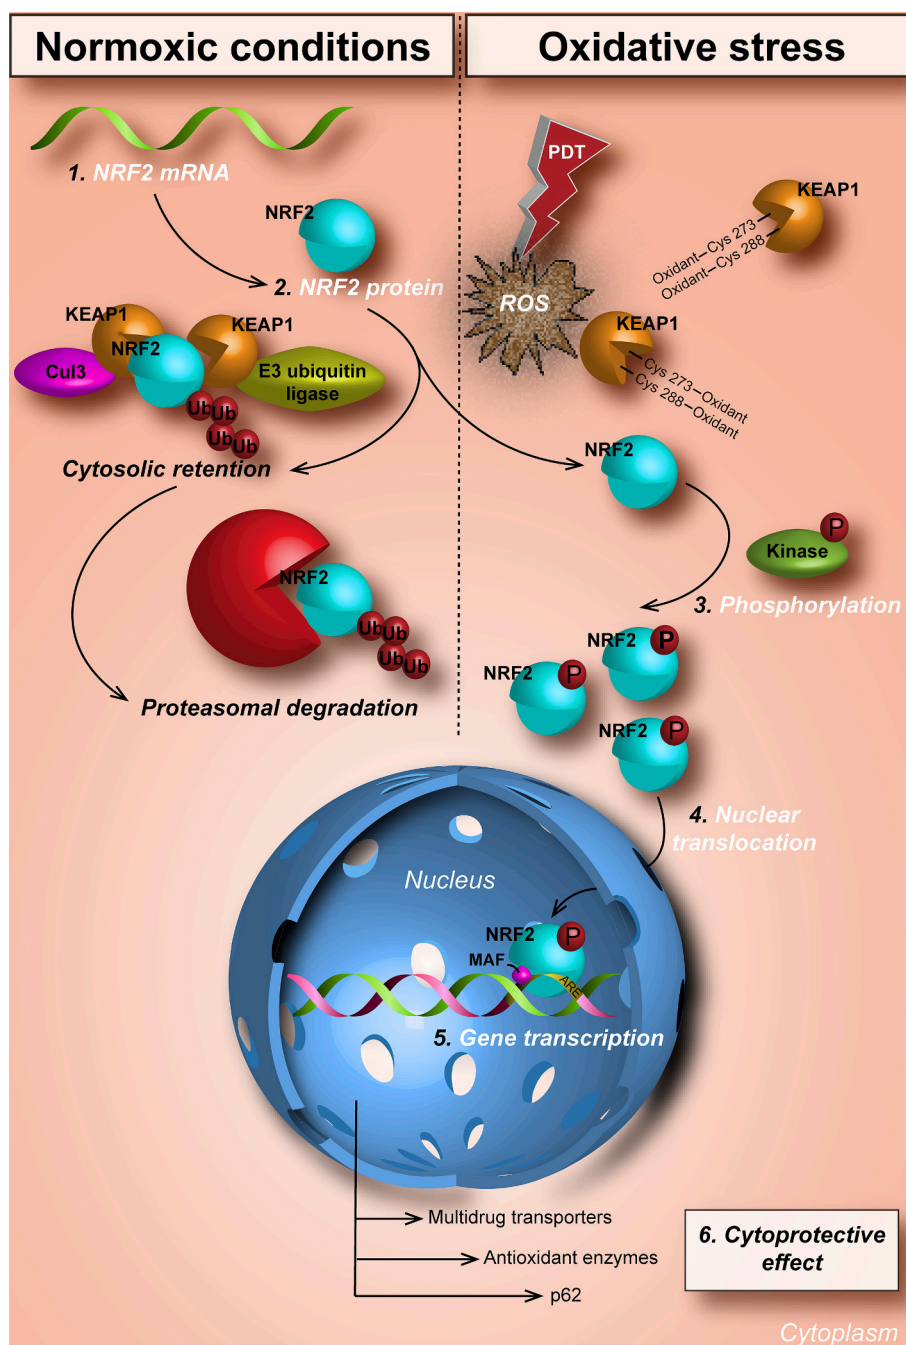 Normoxic conditions
Oxidative stress
1. NRF2 mRNA
NRF2
2. NRF2 protein
KEAP1
KEAP1
NRF2
Cul3
E3 ubiquitin
ligase
Ub
Ub
Ub
Ub
Cytosolic retention
NRF2
Ub
Ub
Ub
Ub
Proteasomal degradation
PDT
ROS
KEAP1
Oxidant–Cys 273
Oxidant–Cys 288
KEAP1
Cys 273–Oxidant
Cys 288–Oxidant
NRF2
P
Kinase
3. Phosphorylation
NRF2
P
NRF2
P
NRF2
P
4. Nuclear
translocation
Nucleus
NRF2
P
MAF
ARE
5. Gene transcription
Multidrug transporters
Antioxidant enzymes
p62
6. Cytoprotective
effect
Cytoplasm